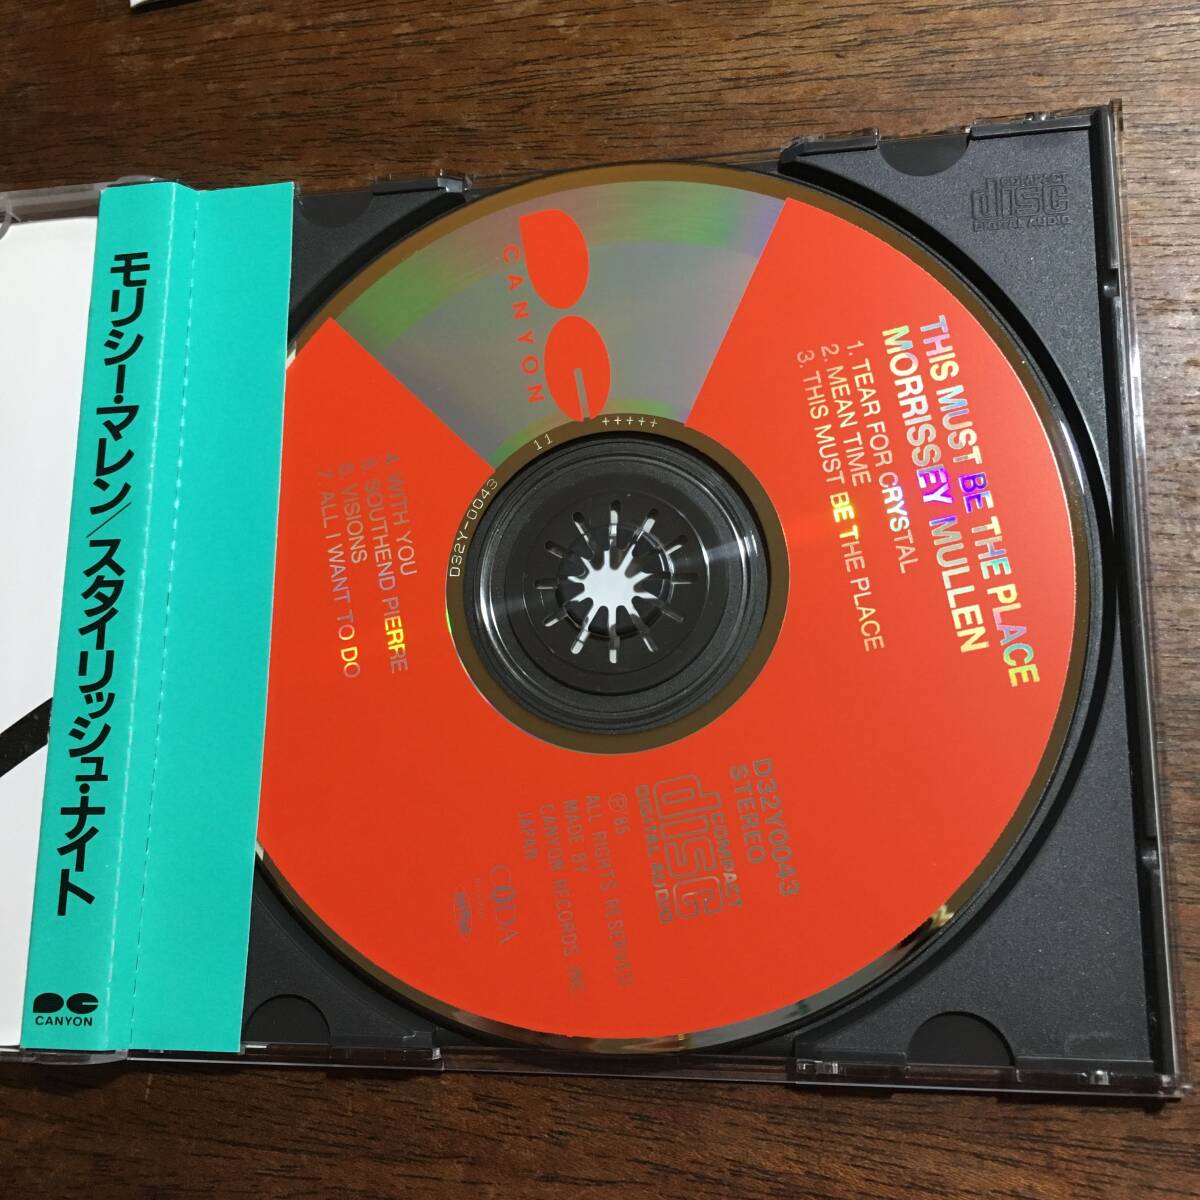 モリシー・マレン/スタイリッシュ・ナイト
CANYON
CANYON
THIS MUST BE THE PLACE
MORRISSEY MULLEN
1. TEAR FOR CRYSTAL
2. MEAN TIME
3. THIS MUST BE THE PLACE
4. WITH YOU
5. SOUTHEND PIERRE
6. VISIONS
7. ALL I WANT TO DO
D32Y-0043 11 +++++
D32Y0043
STEREO
COMPACT
disc
DIGITAL AUDIO
Ⓟ'85
ALL RIGHTS RESERVED
MADE BY
CANYON RECORDS INC.
JAPAN
CODA
COMPACT
disc
DIGITAL AUDIO